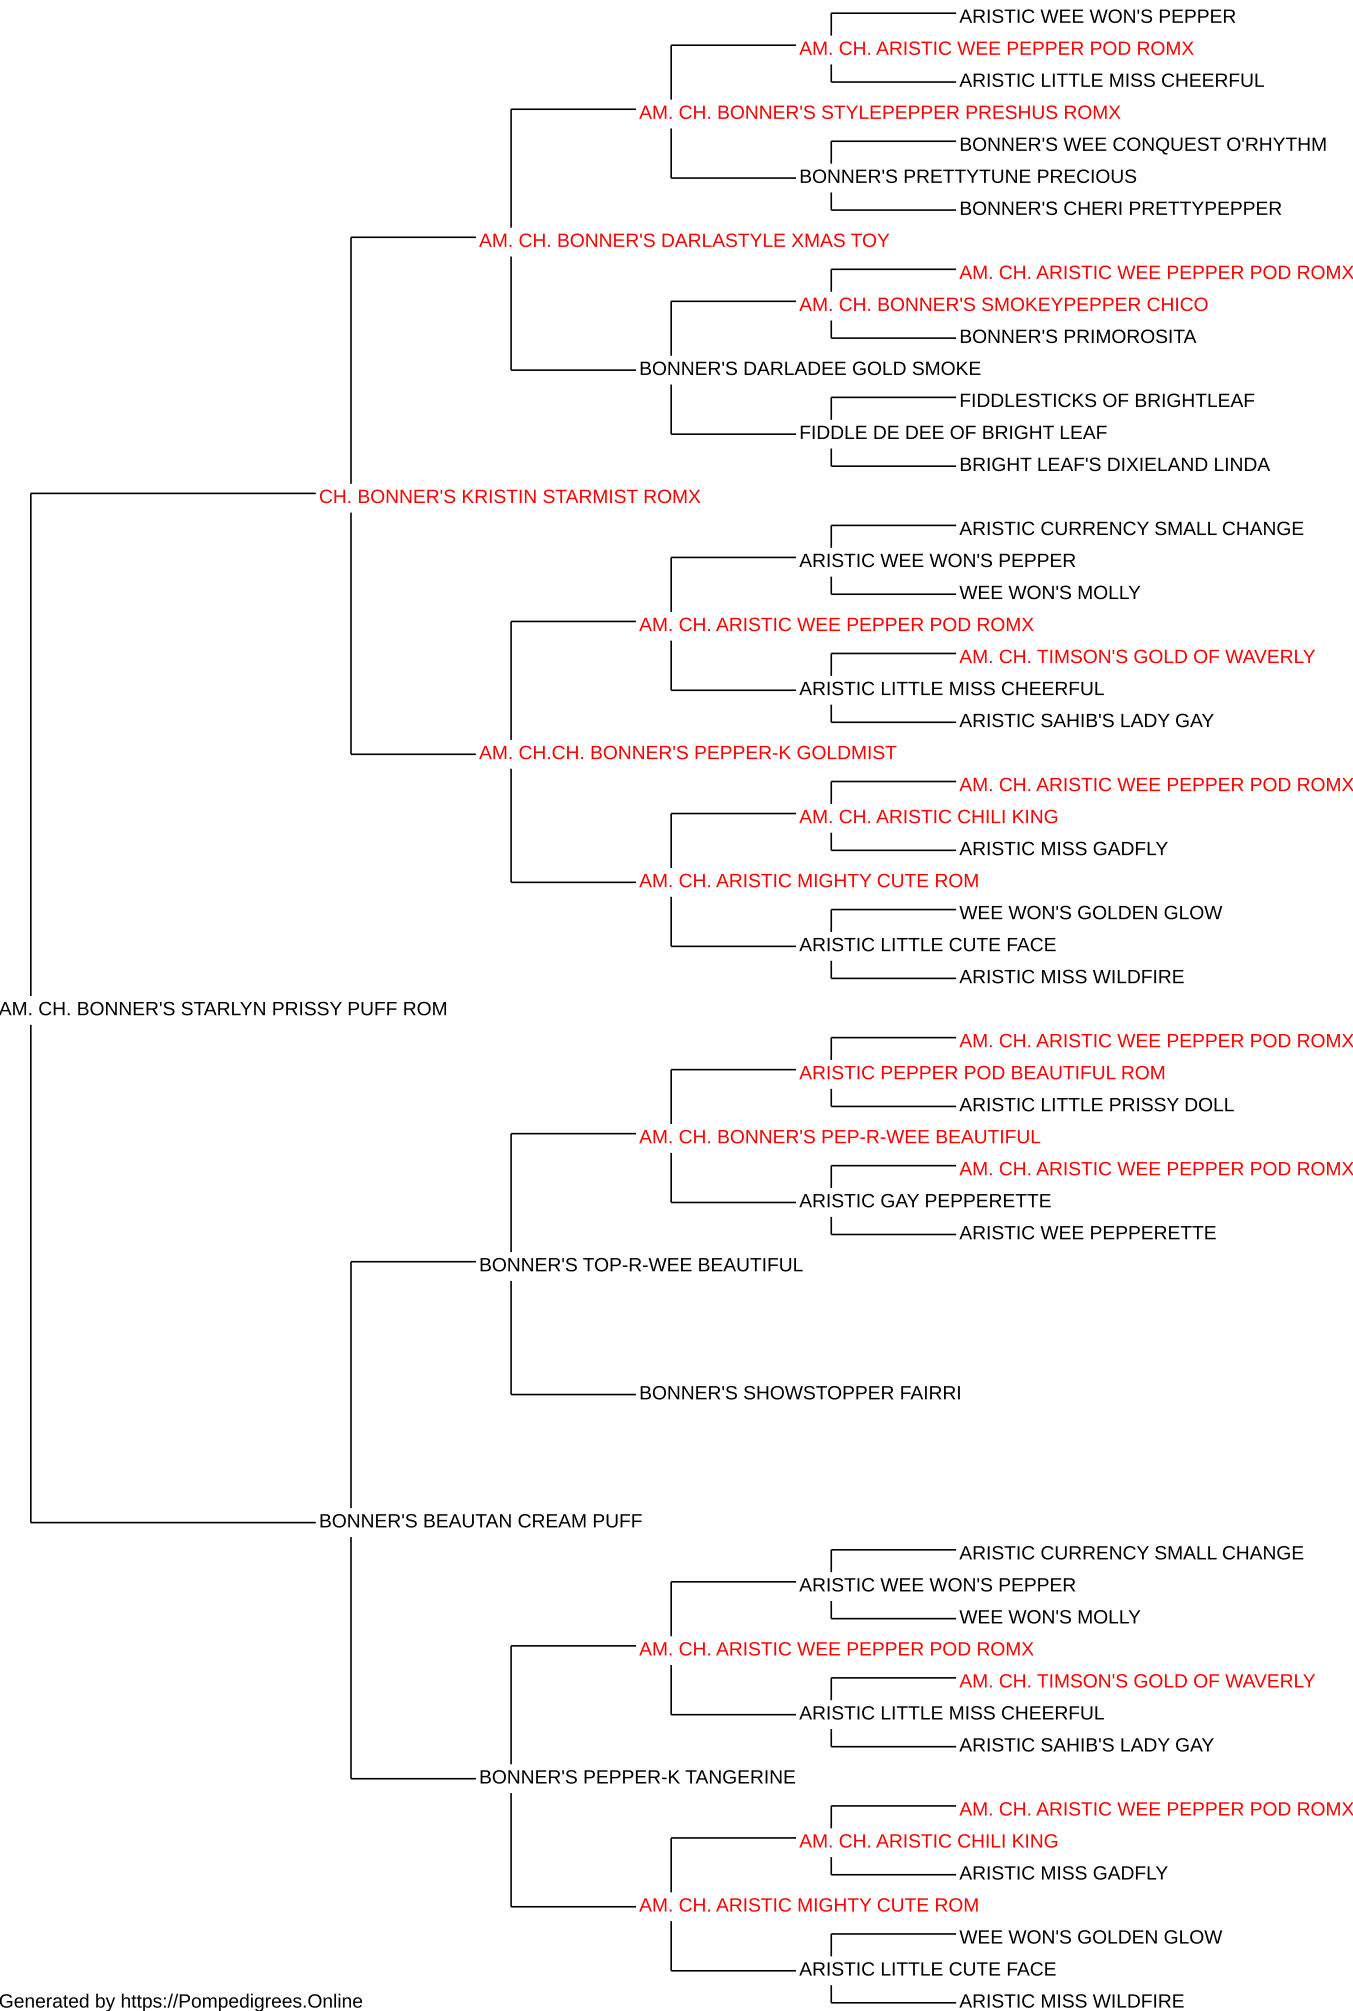 ARISTIC WEE WON'S PEPPER
AM. CH. ARISTIC WEE PEPPER POD ROMX
ARISTIC LITTLE MISS CHEERFUL
AM. CH. BONNER'S STYLEPEPPER PRESHUS ROMX
BONNER'S WEE CONQUEST O'RHYTHM
BONNER'S PRETTYTUNE PRECIOUS
BONNER'S CHERI PRETTYPEPPER
AM. CH. BONNER'S DARLASTYLE XMAS TOY
AM. CH. ARISTIC WEE PEPPER POD ROMX
AM. CH. BONNER'S SMOKEYPEPPER CHICO
BONNER'S PRIMOROSITA
BONNER'S DARLADEE GOLD SMOKE
FIDDLESTICKS OF BRIGHTLEAF
FIDDLE DE DEE OF BRIGHT LEAF
BRIGHT LEAF'S DIXIELAND LINDA
CH. BONNER'S KRISTIN STARMIST ROMX
ARISTIC CURRENCY SMALL CHANGE
ARISTIC WEE WON'S PEPPER
WEE WON'S MOLLY
AM. CH. ARISTIC WEE PEPPER POD ROMX
AM. CH. TIMSON'S GOLD OF WAVERLY
ARISTIC LITTLE MISS CHEERFUL
ARISTIC SAHIB'S LADY GAY
AM. CH.CH. BONNER'S PEPPER-K GOLDMIST
AM. CH. ARISTIC WEE PEPPER POD ROMX
AM. CH. ARISTIC CHILI KING
ARISTIC MISS GADFLY
AM. CH. ARISTIC MIGHTY CUTE ROM
WEE WON'S GOLDEN GLOW
ARISTIC LITTLE CUTE FACE
ARISTIC MISS WILDFIRE
AM. CH. BONNER'S STARLYN PRISSY PUFF ROM
AM. CH. ARISTIC WEE PEPPER POD ROMX
ARISTIC PEPPER POD BEAUTIFUL ROM
ARISTIC LITTLE PRISSY DOLL
AM. CH. BONNER'S PEP-R-WEE BEAUTIFUL
AM. CH. ARISTIC WEE PEPPER POD ROMX
ARISTIC GAY PEPPERETTE
ARISTIC WEE PEPPERETTE
BONNER'S TOP-R-WEE BEAUTIFUL
BONNER'S SHOWSTOPPER FAIRRI
BONNER'S BEAUTAN CREAM PUFF
ARISTIC CURRENCY SMALL CHANGE
ARISTIC WEE WON'S PEPPER
WEE WON'S MOLLY
AM. CH. ARISTIC WEE PEPPER POD ROMX
AM. CH. TIMSON'S GOLD OF WAVERLY
ARISTIC LITTLE MISS CHEERFUL
ARISTIC SAHIB'S LADY GAY
BONNER'S PEPPER-K TANGERINE
AM. CH. ARISTIC WEE PEPPER POD ROMX
AM. CH. ARISTIC CHILI KING
ARISTIC MISS GADFLY
AM. CH. ARISTIC MIGHTY CUTE ROM
WEE WON'S GOLDEN GLOW
ARISTIC LITTLE CUTE FACE
ARISTIC MISS WILDFIRE
Generated by https://Pompedigrees.Online